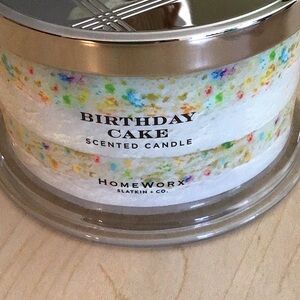 BIRTHDAY
CAKE
SCENTED CANDLE
HOMEWORX
SLATKIN + CO.